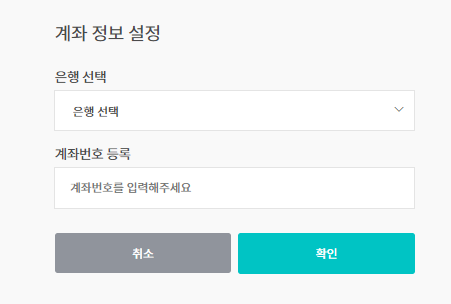 계좌 정보 설정
은행 선택
은행 선택
계좌번호 등록
계좌번호를 입력해주세요
취소
확인